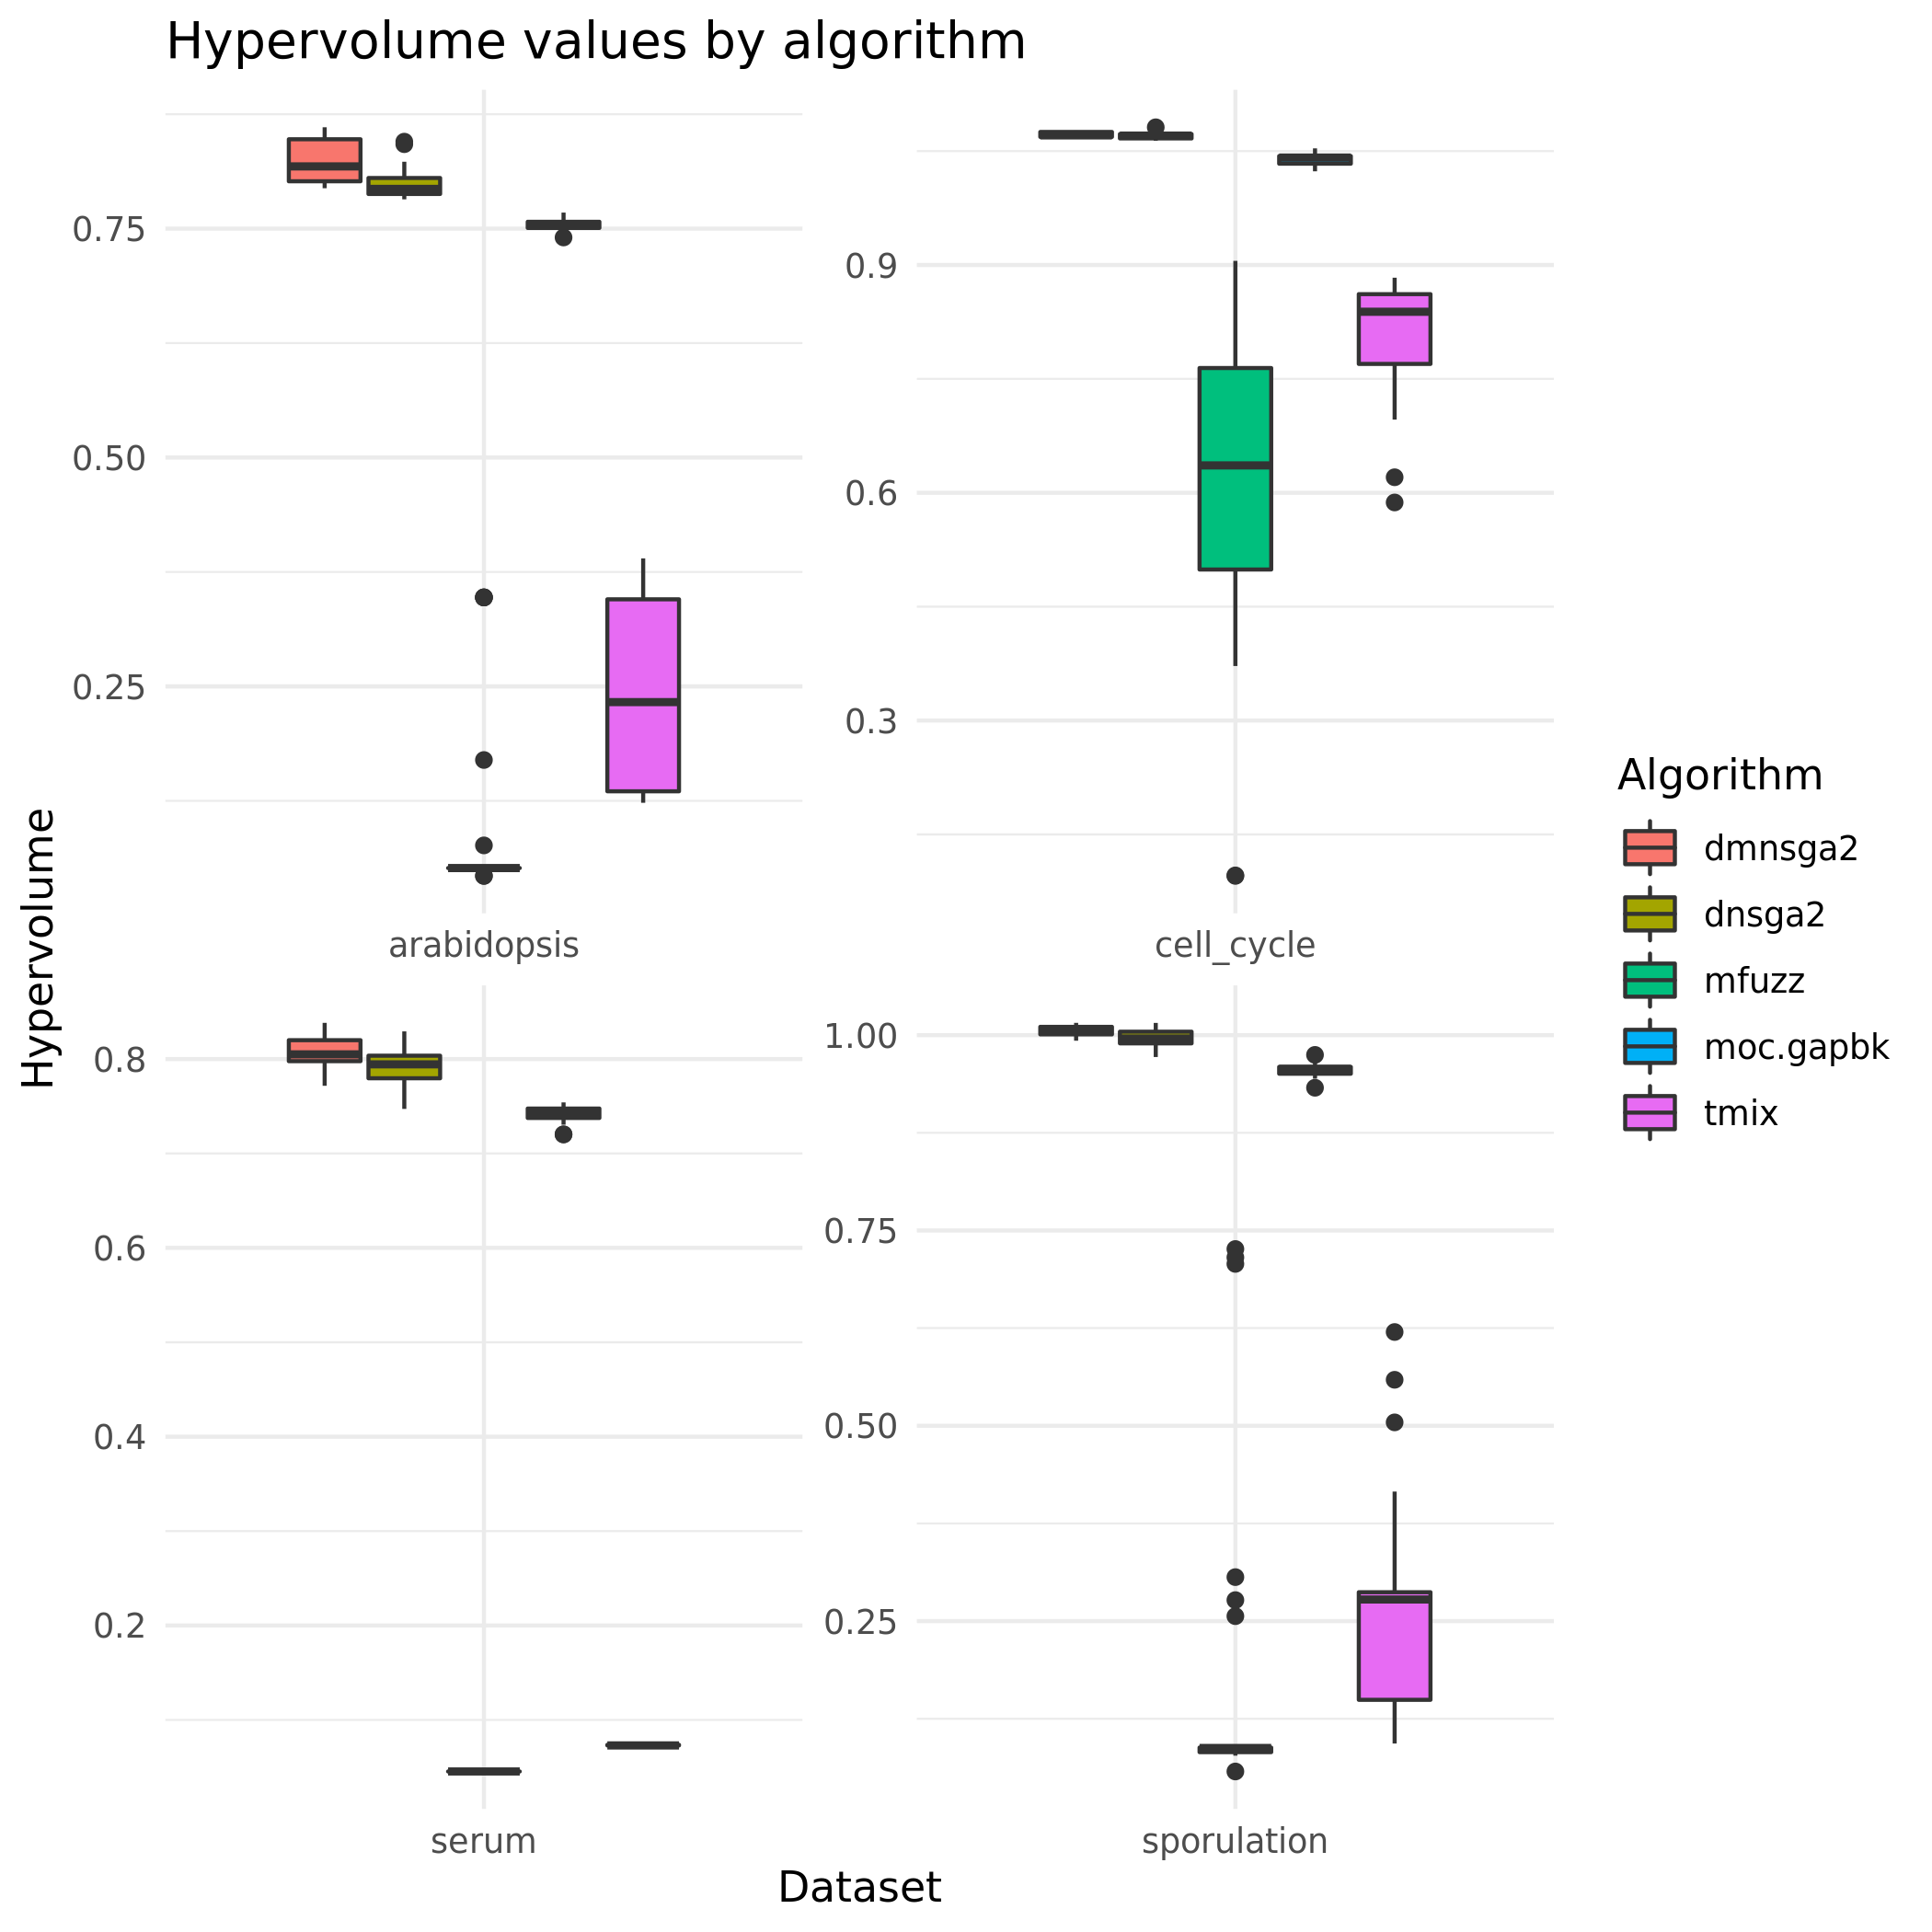 Hypervolume values by algorithm
Hypervolume
0.75
0.50
0.25
arabidopsis
0.9
0.6
0.3
cell_cycle
0.8
0.6
0.4
0.2
serum
1.00
0.75
0.50
0.25
sporulation
Dataset
Algorithm
dmnsga2
dnsga2
mfuzz
moc.gapbk
tmix